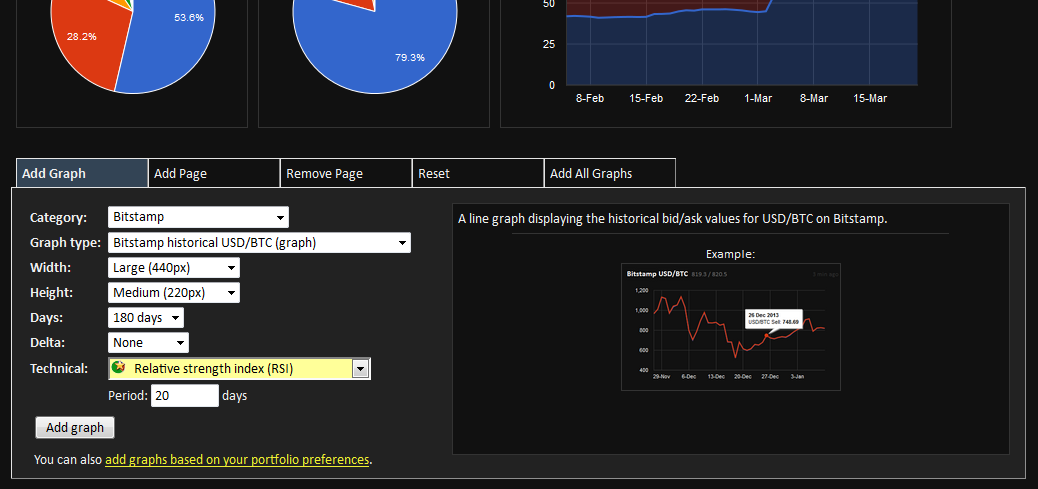 53.6%
28.2%
79.3%
50
25
0
8-Feb 15-Feb 22-Feb 1-Mar 8-Mar 15-Mar
Add Graph
Add Page
Remove Page
Reset
Add All Graphs
Category: Bitstamp
Graph type: Bitstamp historical USD/BTC (graph)
Width: Large (440px)
Height: Medium (220px)
Days: 180 days
Delta: None
Technical: Relative strength index (RSI)
Period: 20 days
Add graph
You can also add graphs based on your portfolio preferences.
A line graph displaying the historical bid/ask values for USD/BTC on Bitstamp.
Example:
Bitstamp USD/BTC 819.3 / 820.5
1,200
1,000
800
600
400
26 Dec 2013
USD/BTC Sell: 748.69
29-Nov 6-Dec 13-Dec 20-Dec 27-Dec 3-Jan